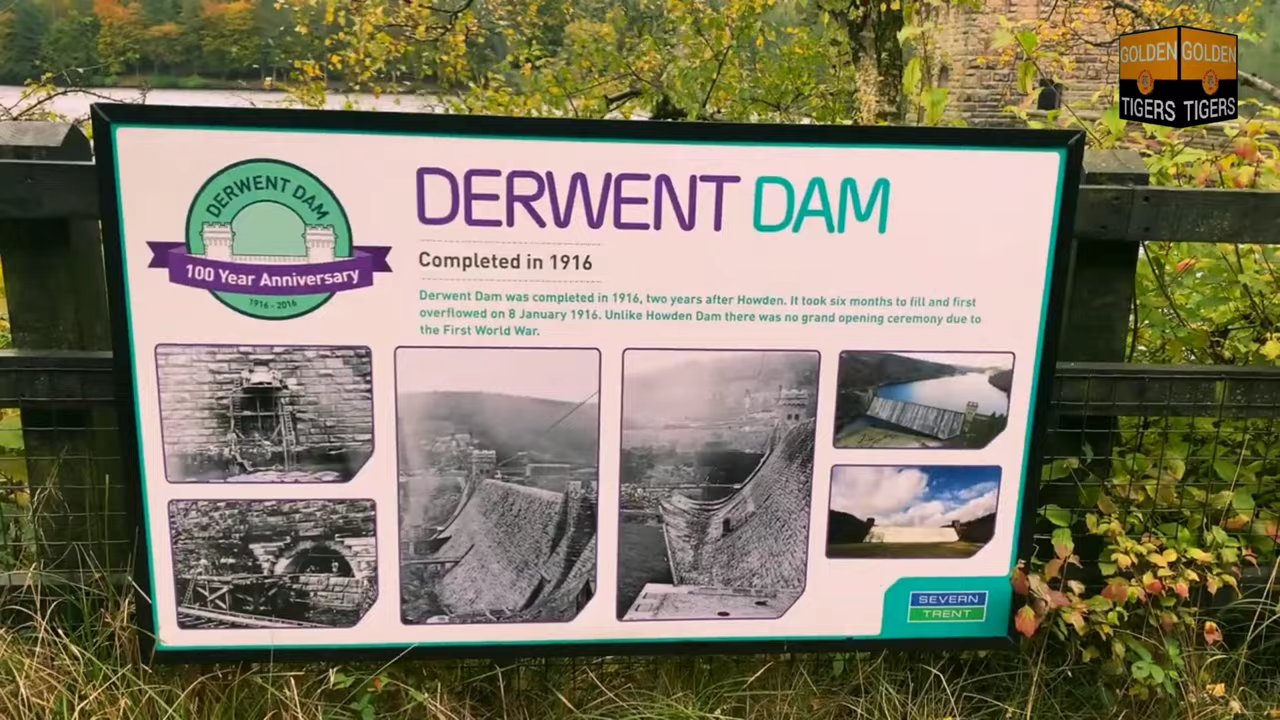 GOLDEN GOLDEN
TIGERS TIGERS
DERWENT DAM
100 Year Anniversary
1916 - 2016
DERWENT DAM
Completed in 1916
Derwent Dam was completed in 1916, two years after Howden. It took six months to fill and first
overflowed on 8 January 1916. Unlike Howden Dam there was no grand opening ceremony due to
the First World War.
SEVERN
TRENT